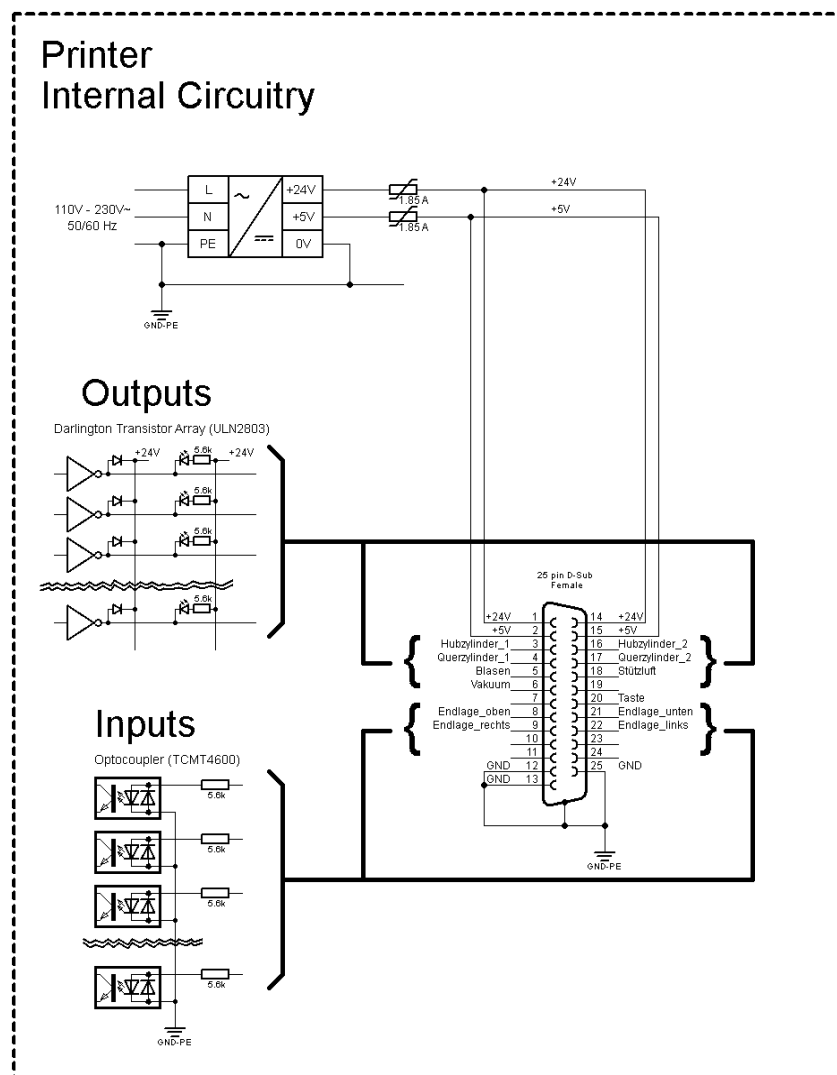 Printer
Internal Circuitry
110V - 230V~
50/60 Hz
L
N
PE
+24V
+5V
0V
1.85 A
1.85 A
+24V
+5V
GND-PE
Outputs
Darlington Transistor Array (ULN2803)
+24V
5.6k
+24V
5.6k
5.6k
5.6k
25 pin D-Sub
Female
+24V 1 14 +24V
+5V 2 15 +5V
Hubzylinder_1 3 16 Hubzylinder_2
Querzylinder_1 4 17 Querzylinder_2
Blasen 5 18 Stützluft
Vakuum 6 19
7 20 Taste
Endlage_oben 8 21 Endlage_unten
Endlage_rechts 9 22 Endlage_links
10 23
11 24
GND 12 25 GND
GND 13
GND-PE
Inputs
Optocoupler (TCMT4600)
5.6k
5.6k
5.6k
5.6k
GND-PE